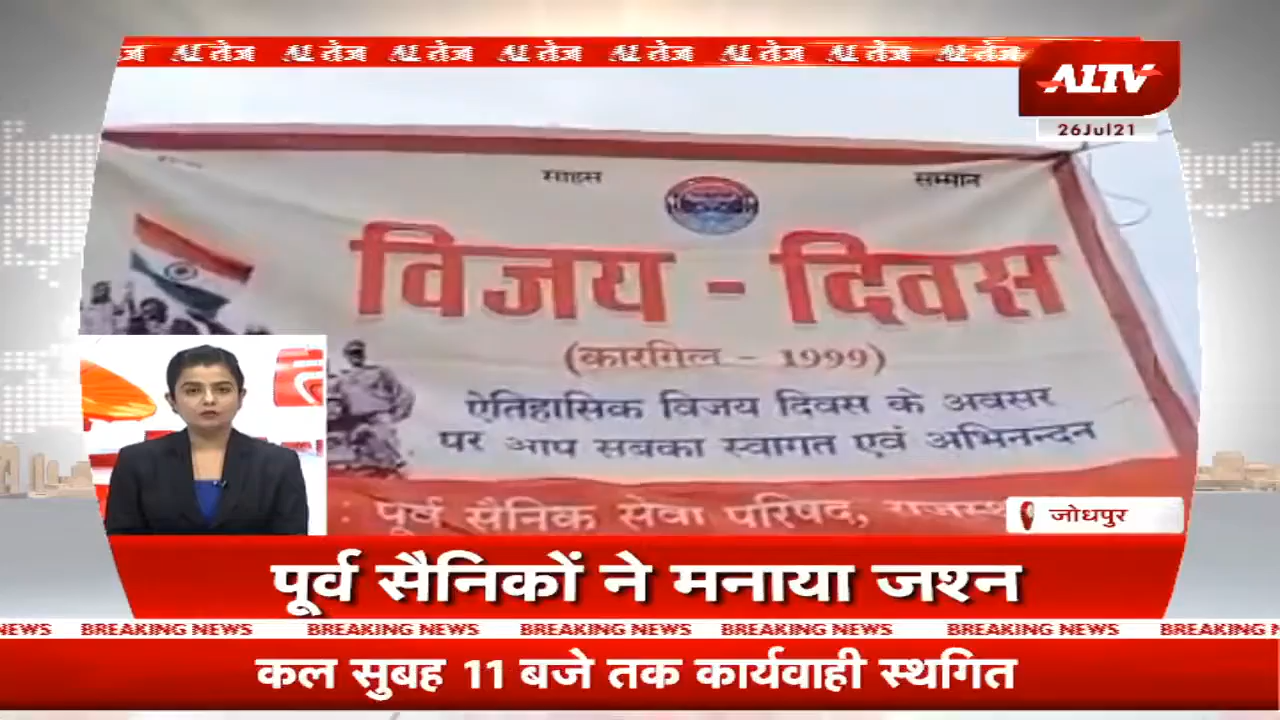 ज AL तेज AL तेज AL तेज AL तेज AL तेज AL तेज AL तेज AL तेज
ALTV
26Jul21
साहस
सम्मान
विजय - दिवस
(कारगिल - 1999)
ऐतिहासिक विजय दिवस के अवसर
पर आप सबका स्वागत एवं अभिनन्दन
: पूर्व सैनिक सेवा परिषद,
जोधपुर
पूर्व सैनिकों ने मनाया जश्न
NEWS BREAKING NEWS BREAKING NEWS BREAKING NEWS BREAKING NEWS BREAKING NEWS BREAKING N
कल सुबह 11 बजे तक कार्यवाही स्थगित